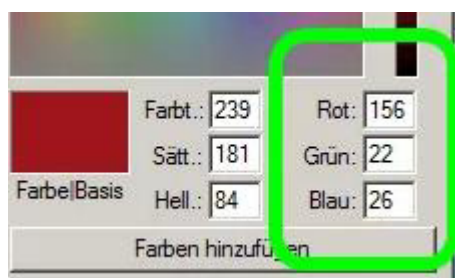 Farbt.: 239 Rot: 156
Sätt.: 181 Grün: 22
Farbe|Basis Hell.: 84 Blau: 26
Farben hinzufügen